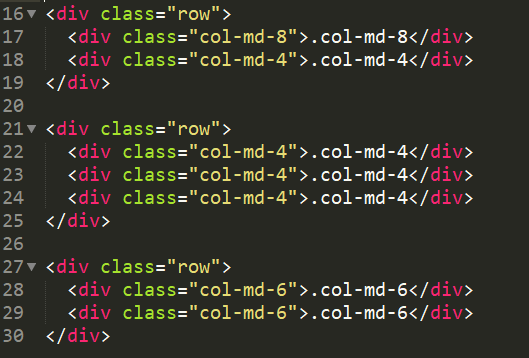 16 <div class="row">
17 <div class="col-md-8">.col-md-8</div>
18 <div class="col-md-4">.col-md-4</div>
19 </div>
20
21 <div class="row">
22 <div class="col-md-4">.col-md-4</div>
23 <div class="col-md-4">.col-md-4</div>
24 <div class="col-md-4">.col-md-4</div>
25 </div>
26
27 <div class="row">
28 <div class="col-md-6">.col-md-6</div>
29 <div class="col-md-6">.col-md-6</div>
30 </div>